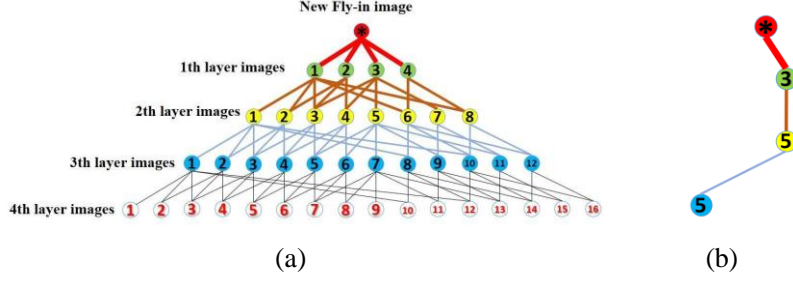 New Fly-in image
*
1th layer images 1 2 3 4
2th layer images 1 2 3 4 5 6 7 8
3th layer images 1 2 3 4 5 6 7 8 9 10 11 12
4th layer images 1 2 3 4 5 6 7 8 9 10 11 12 13 14 15 16
(a)
*
3
5
5
(b)